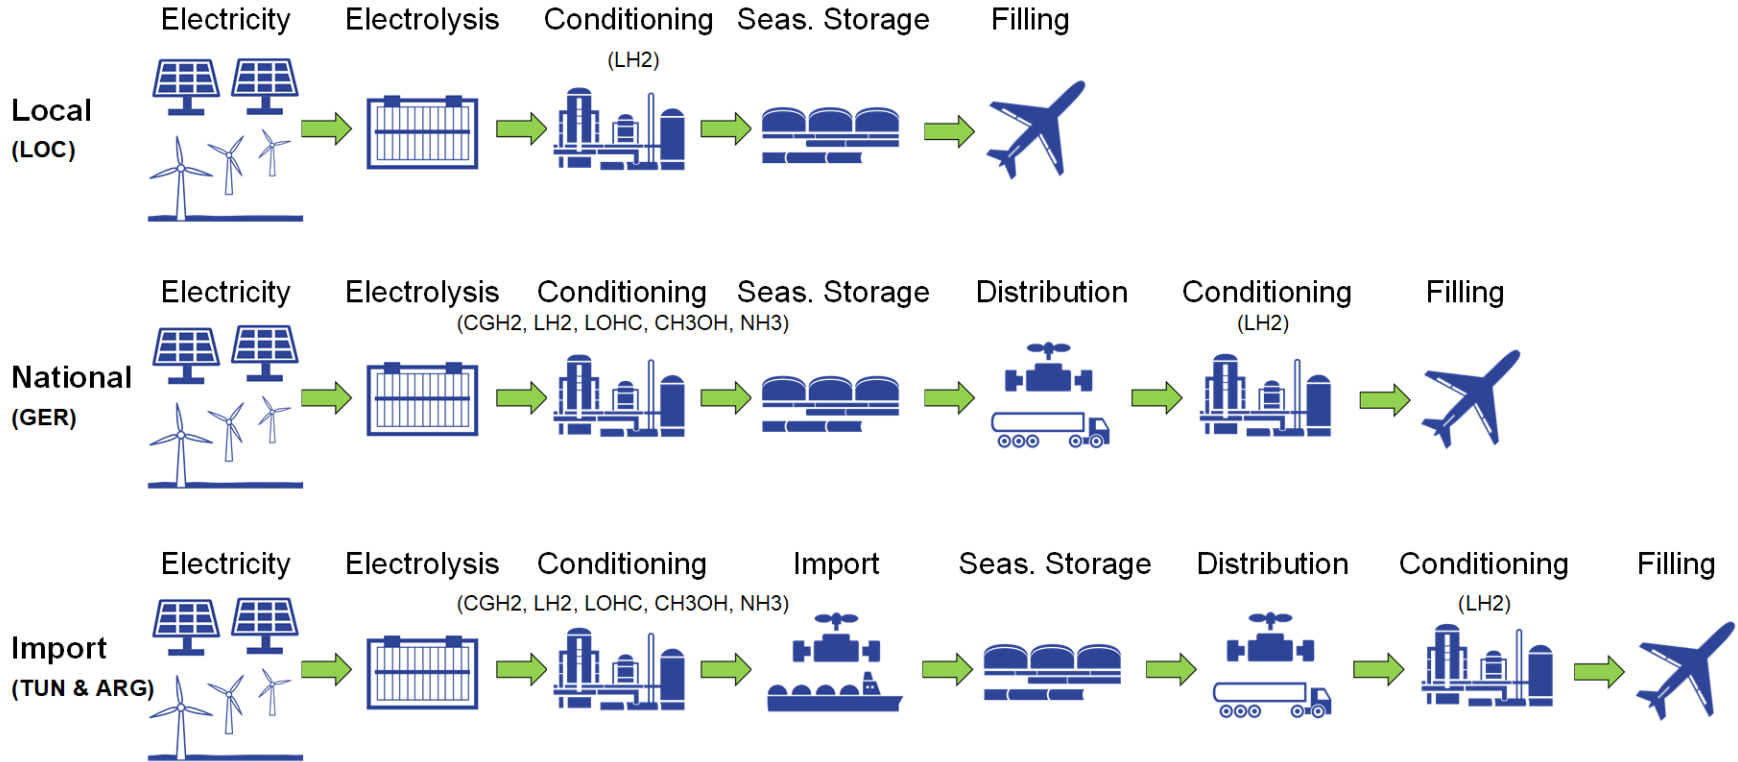 Electricity Electrolysis Conditioning Seas. Storage Filling
(LH2)
Local
(LOC)
Electricity Electrolysis Conditioning Seas. Storage Distribution Conditioning Filling
(CGH2, LH2, LOHC, CH3OH, NH3) (LH2)
National
(GER)
Electricity Electrolysis Conditioning Import Seas. Storage Distribution Conditioning Filling
(CGH2, LH2, LOHC, CH3OH, NH3) (LH2)
Import
(TUN & ARG)